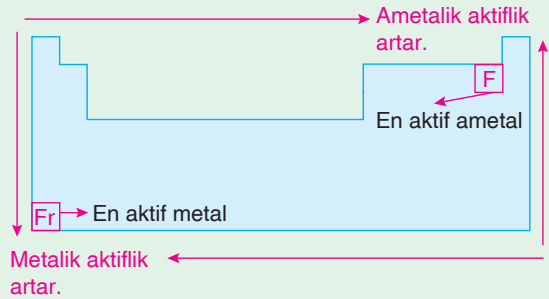 Ametalik aktiflik
artar.
F
En aktif ametal
Fr
En aktif metal
Metalik aktiflik
artar.